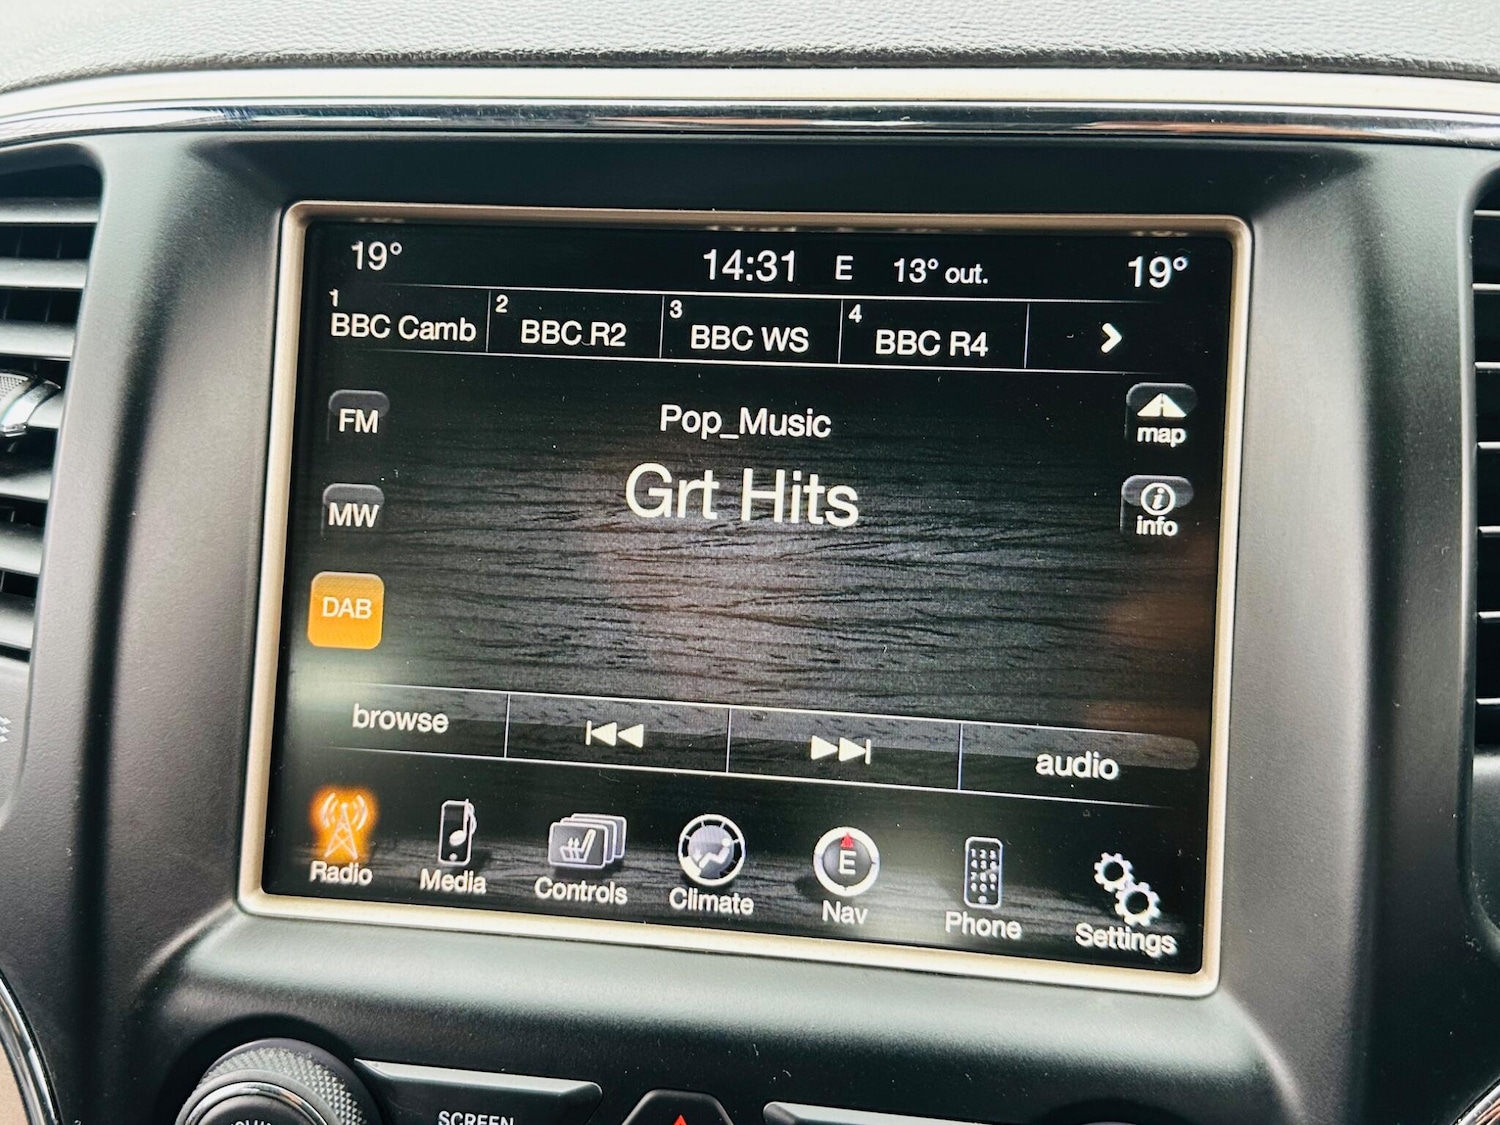 19° 14:31 E 13° out. 19°
1 BBC Camb 2 BBC R2 3 BBC WS 4 BBC R4
FM Pop_Music map
Grt Hits
MW info
DAB
browse audio
E
Radio Media Controls Climate Nav Phone Settings
SCREEN